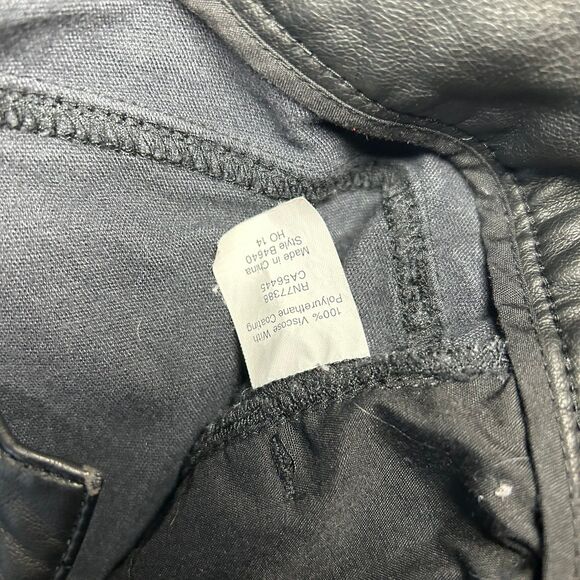 100% Viscose With
Polyurethane Coating
RN77388
CA56445
Made in China
Style B4640
HO 14